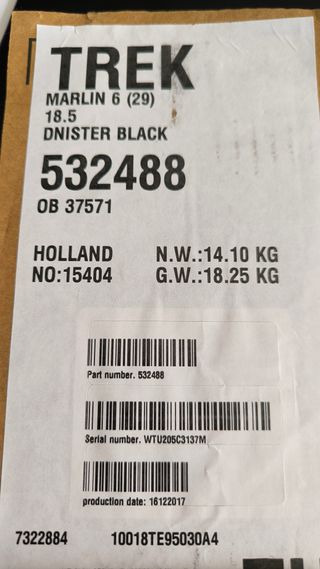 TREK
MARLIN 6 (29)
18.5
DNISTER BLACK
532488
OB 37571
HOLLAND N.W.:14.10 KG
NO:15404 G.W.:18.25 KG
Part number. 532488
Serial number. WTU205C3137M
production date: 16122017
7322884 10018TE95030A4